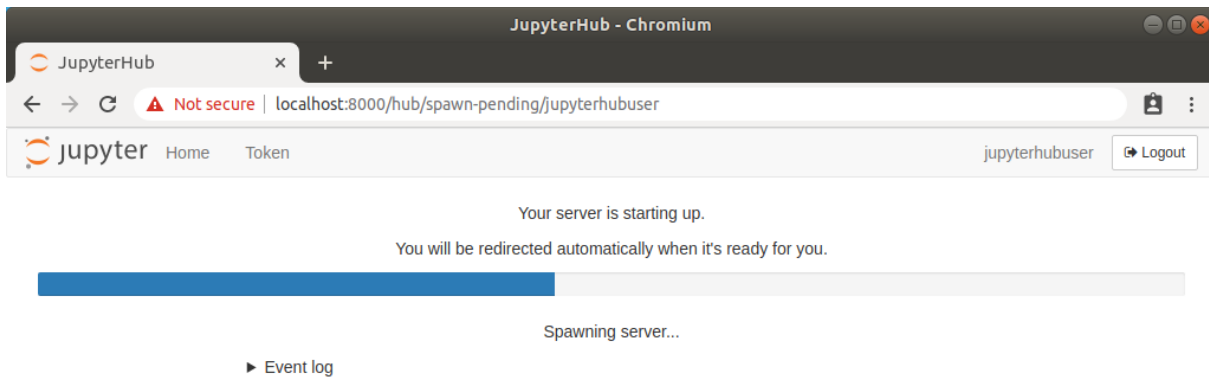 JupyterHub - Chromium
JupyterHub
Not secure | localhost:8000/hub/spawn-pending/jupyterhubuser
jupyter Home Token jupyterhubuser Logout
Your server is starting up.
You will be redirected automatically when it's ready for you.
Spawning server...
Event log